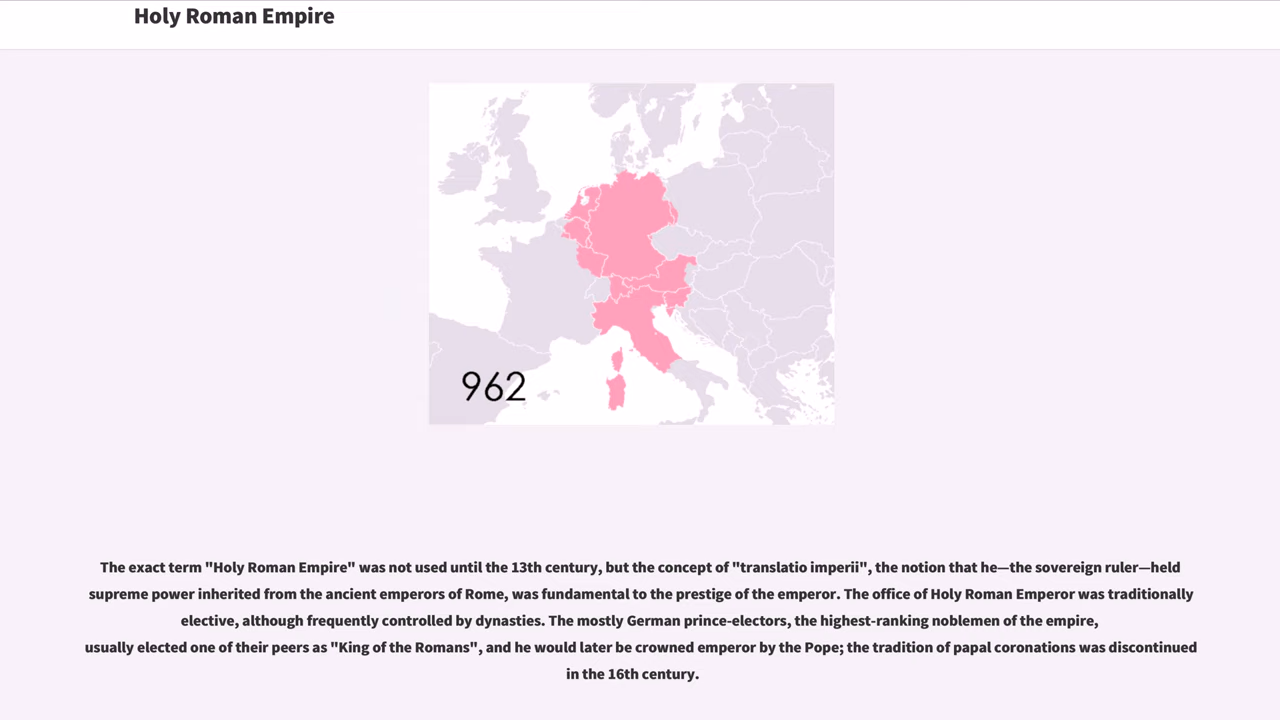 Holy Roman Empire
962
The exact term "Holy Roman Empire" was not used until the 13th century, but the concept of "translatio imperii", the notion that he—the sovereign ruler—held
supreme power inherited from the ancient emperors of Rome, was fundamental to the prestige of the emperor. The office of Holy Roman Emperor was traditionally
elective, although frequently controlled by dynasties. The mostly German prince-electors, the highest-ranking noblemen of the empire,
usually elected one of their peers as "King of the Romans", and he would later be crowned emperor by the Pope; the tradition of papal coronations was discontinued
in the 16th century.